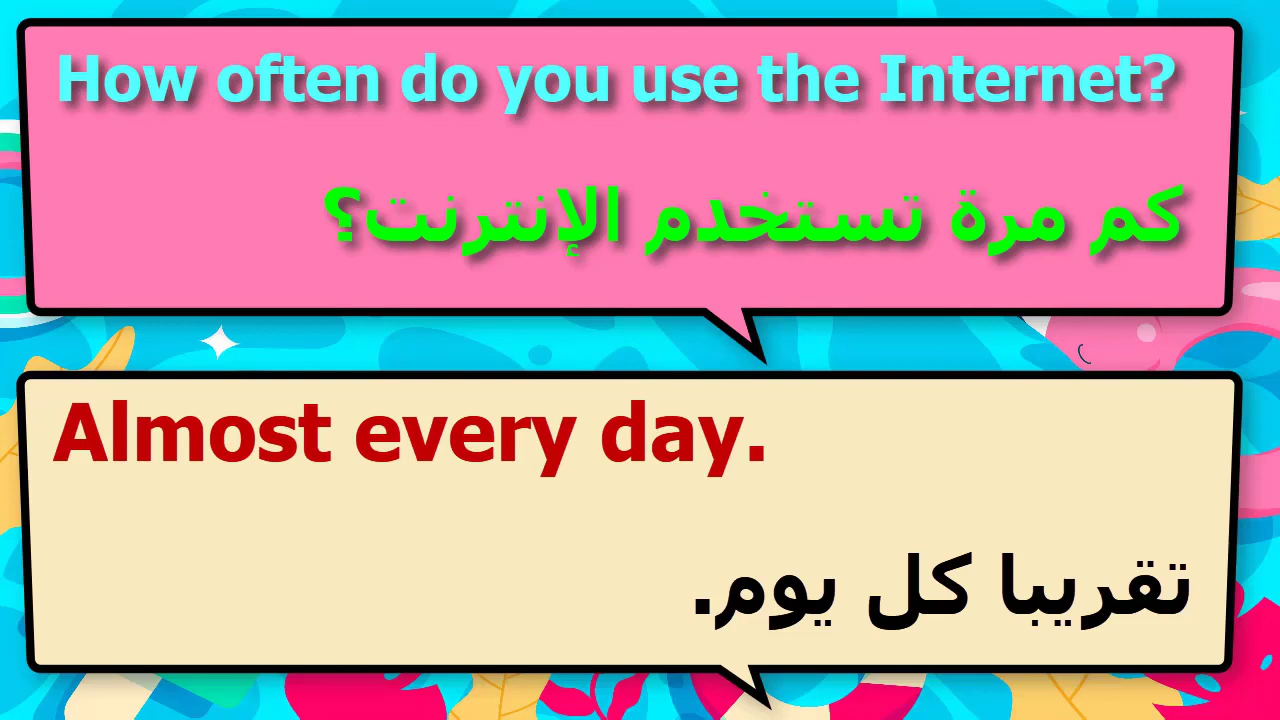 How often do you use the Internet?
كم مرة تستخدم الإنترنت؟
Almost every day.
تقريبا كل يوم.